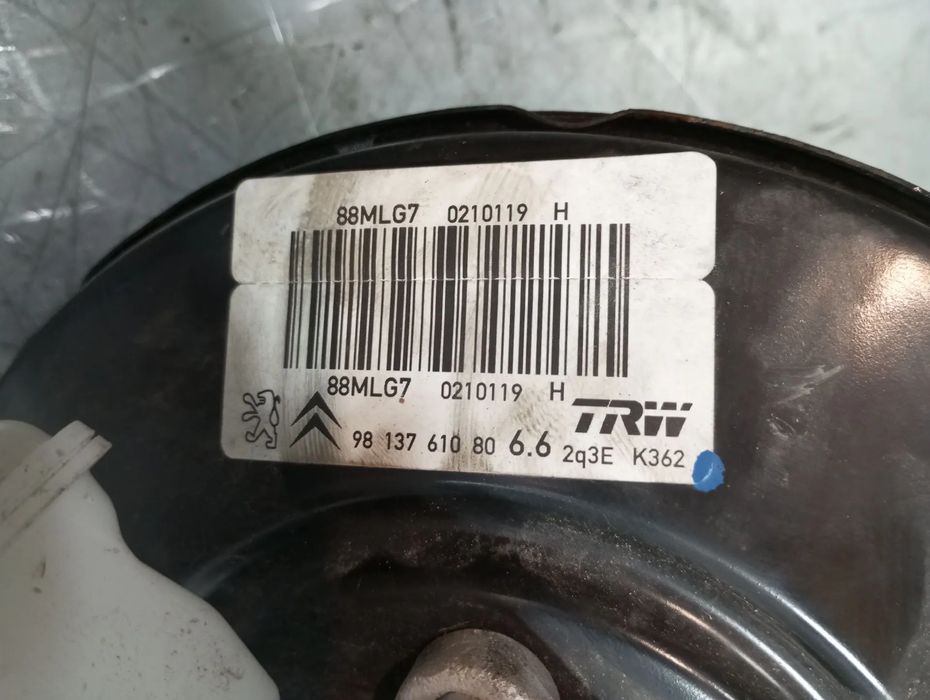 88MLG7 0210119 H
88MLG7 0210119 H
TRW
98 137 610 80 6.6 2q3E K362